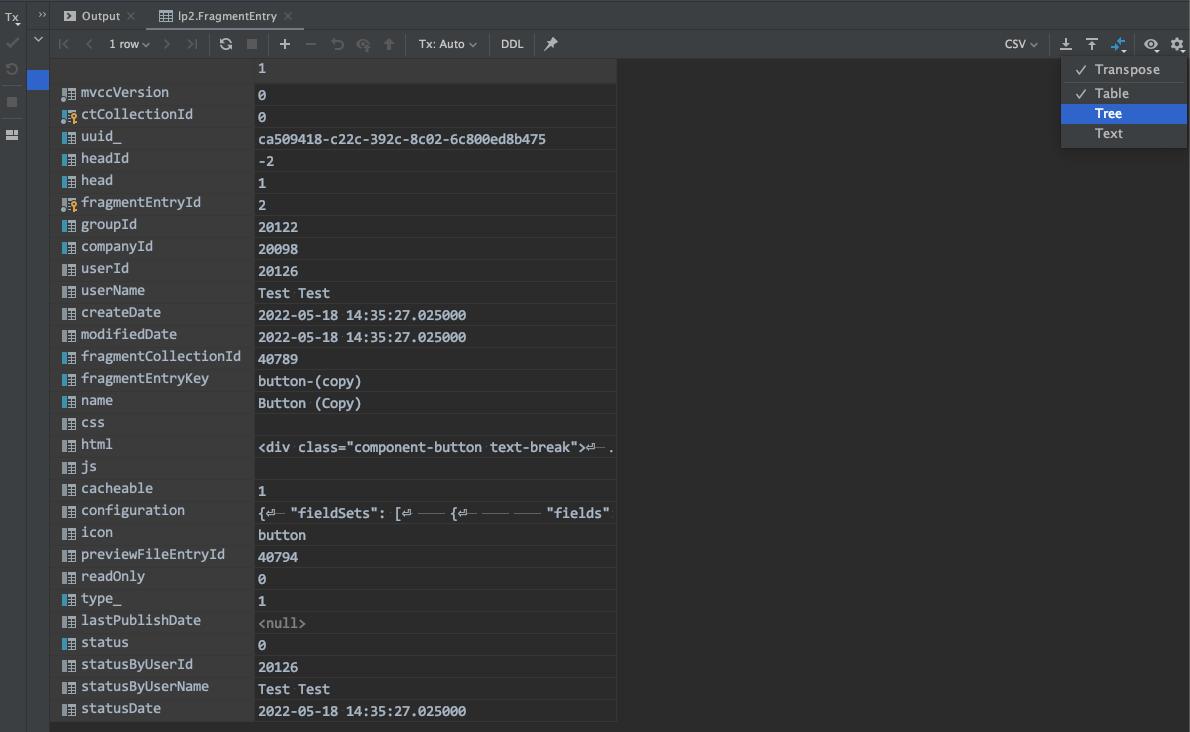 Tx
Output
lp2.FragmentEntry
1 row
Tx: Auto
DDL
CSV
Transpose
Table
Tree
Text
1
mvccVersion 0
ctCollectionId 0
uuid_ ca509418-c22c-392c-8c02-6c800ed8b475
headId -2
head 1
fragmentEntryId 2
groupId 20122
companyId 20098
userId 20126
userName Test Test
createDate 2022-05-18 14:35:27.025000
modifiedDate 2022-05-18 14:35:27.025000
fragmentCollectionId 40789
fragmentEntryKey button-(copy)
name Button (Copy)
css
html <div class="component-button text-break">⏎— .
js
cacheable 1
configuration {⏎— "fieldSets": [⏎ —— {⏎— —— —— "fields"
icon button
previewFileEntryId 40794
readOnly 0
type_ 1
lastPublishDate <null>
status 0
statusByUserId 20126
statusByUserName Test Test
statusDate 2022-05-18 14:35:27.025000